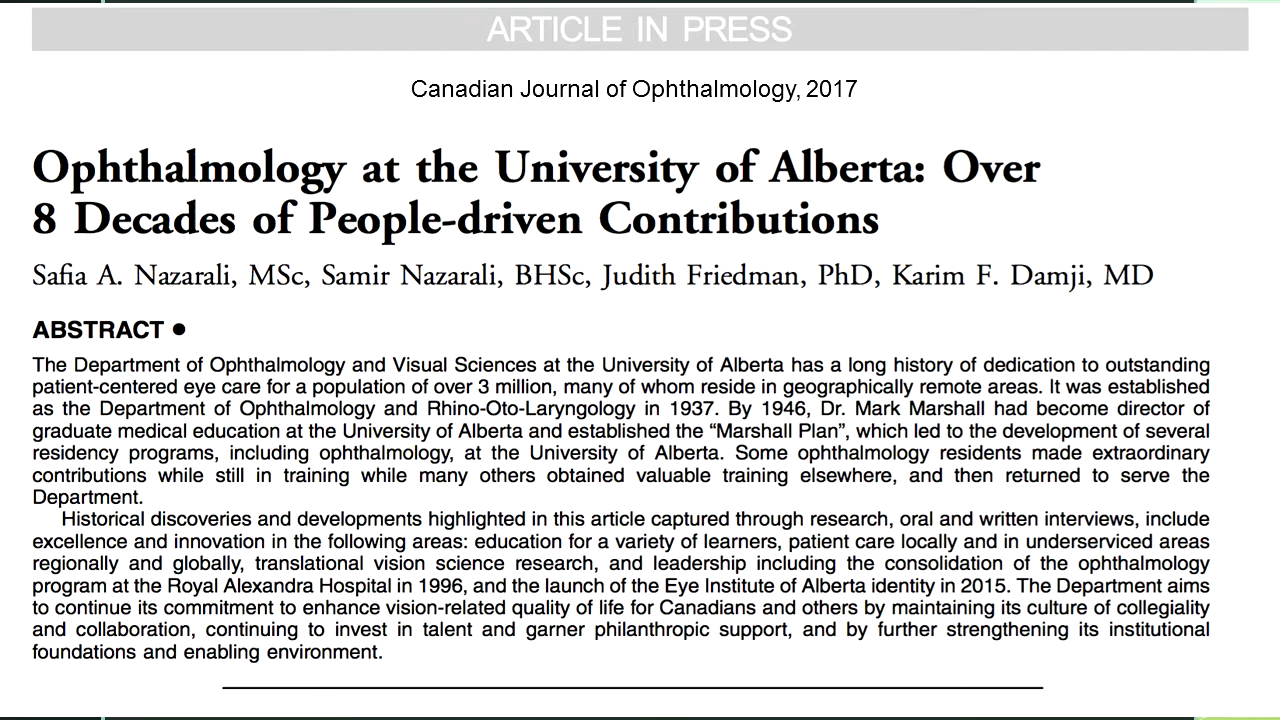 ARTICLE IN PRESS
Canadian Journal of Ophthalmology, 2017
Ophthalmology at the University of Alberta: Over
8 Decades of People-driven Contributions
Safia A. Nazarali, MSc, Samir Nazarali, BHSc, Judith Friedman, PhD, Karim F. Damji, MD
ABSTRACT ●
The Department of Ophthalmology and Visual Sciences at the University of Alberta has a long history of dedication to outstanding
patient-centered eye care for a population of over 3 million, many of whom reside in geographically remote areas. It was established
as the Department of Ophthalmology and Rhino-Oto-Laryngology in 1937. By 1946, Dr. Mark Marshall had become director of
graduate medical education at the University of Alberta and established the “Marshall Plan”, which led to the development of several
residency programs, including ophthalmology, at the University of Alberta. Some ophthalmology residents made extraordinary
contributions while still in training while many others obtained valuable training elsewhere, and then returned to serve the
Department.
Historical discoveries and developments highlighted in this article captured through research, oral and written interviews, include
excellence and innovation in the following areas: education for a variety of learners, patient care locally and in underserviced areas
regionally and globally, translational vision science research, and leadership including the consolidation of the ophthalmology
program at the Royal Alexandra Hospital in 1996, and the launch of the Eye Institute of Alberta identity in 2015. The Department aims
to continue its commitment to enhance vision-related quality of life for Canadians and others by maintaining its culture of collegiality
and collaboration, continuing to invest in talent and garner philanthropic support, and by further strengthening its institutional
foundations and enabling environment.